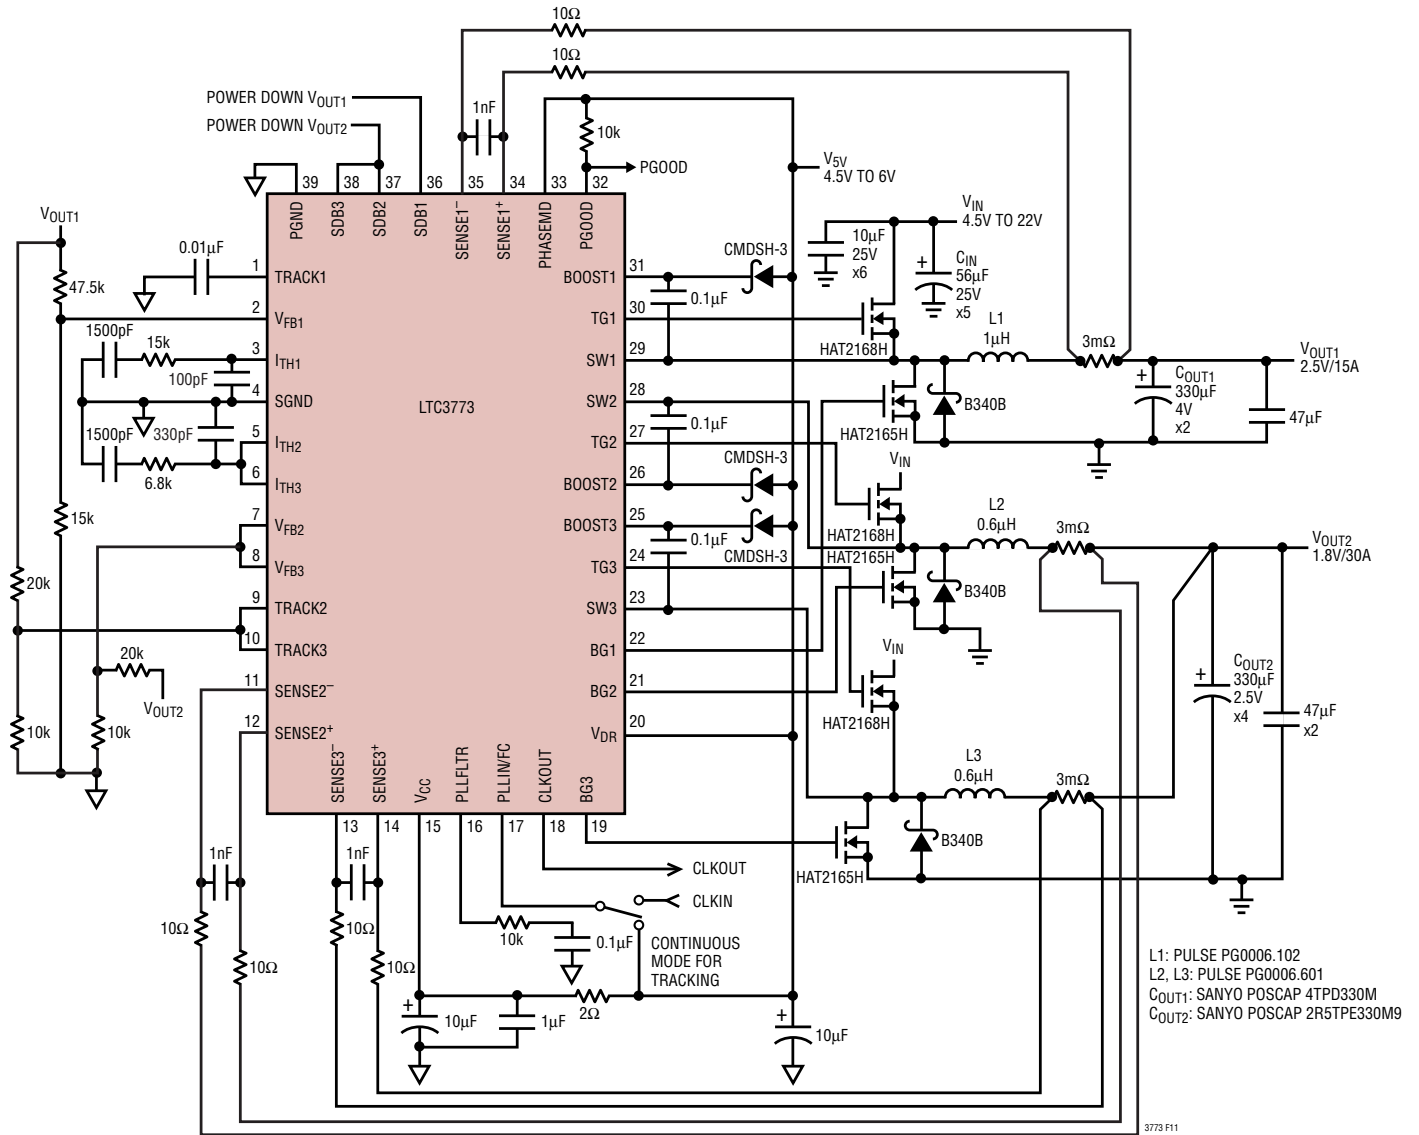 10Ω
10Ω
POWER DOWN VOUT1
POWER DOWN VOUT2
1nF
10k
PGOOD
V5V
4.5V TO 6V
39
38
37
36
35
34
33
32
PGND
SDB3
SDB2
SDB1
SENSE1−
SENSE1+
PHASEMD
PGOOD
VIN
4.5V TO 22V
VOUT1
0.01µF
47.5k
1500pF
15k
100pF
1500pF
330pF
6.8k
15k
20k
20k
VOUT2
10k
10k
1
TRACK1
2
VFB1
3
ITH1
4
SGND
5
ITH2
6
ITH3
7
VFB2
8
VFB3
9
TRACK2
10
TRACK3
11
SENSE2−
12
SENSE2+
LTC3773
31
BOOST1
30
TG1
29
SW1
28
SW2
27
TG2
26
BOOST2
25
BOOST3
24
TG3
23
SW3
22
BG1
21
BG2
20
VDR
SENSE3−
SENSE3+
VCC
PLLFLTR
PLLIN/FC
CLKOUT
BG3
13
14
15
16
17
18
19
CMDSH-3
0.1µF
10µF
25V
x6
CIN
56µF
25V
x5
HAT2168H
L1
1µH
3mΩ
VOUT1
2.5V/15A
COUT1
330µF
4V
x2
47µF
B340B
HAT2165H
0.1µF
CMDSH-3
VIN
HAT2168H
HAT2165H
L2
0.6µH
3mΩ
VOUT2
1.8V/30A
0.1µF
CMDSH-3
B340B
VIN
HAT2168H
COUT2
330µF
2.5V
x4
47µF
x2
L3
0.6µH
3mΩ
B340B
HAT2165H
1nF
1nF
10Ω
10Ω
10Ω
10Ω
CLKOUT
CLKIN
10k
0.1µF
CONTINUOUS
MODE FOR
TRACKING
10µF
1µF
2Ω
10µF
L1: PULSE PG0006.102
L2, L3: PULSE PG0006.601
COUT1: SANYO POSCAP 4TPD330M
COUT2: SANYO POSCAP 2R5TPE330M9
3773 F11